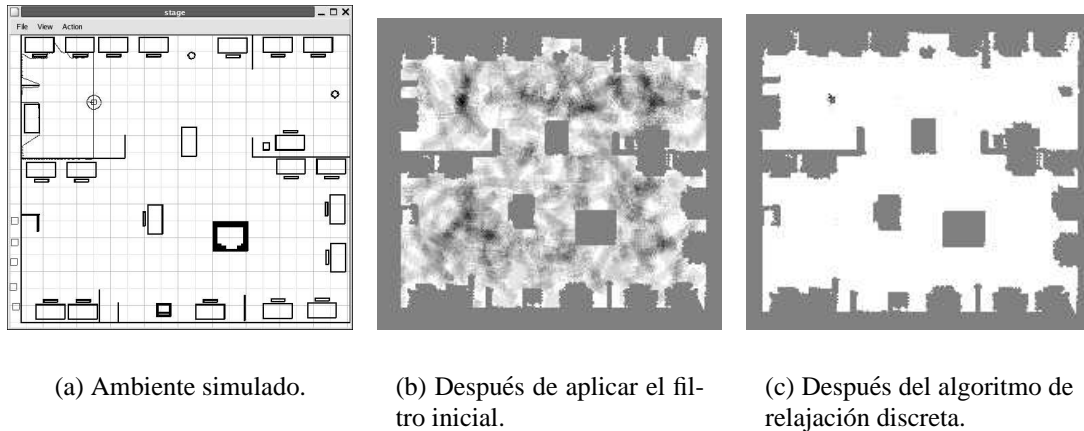 stage
File View Action
(a) Ambiente simulado.
(b) Después de aplicar el fil-
tro inicial.
(c) Después del algoritmo de
relajación discreta.